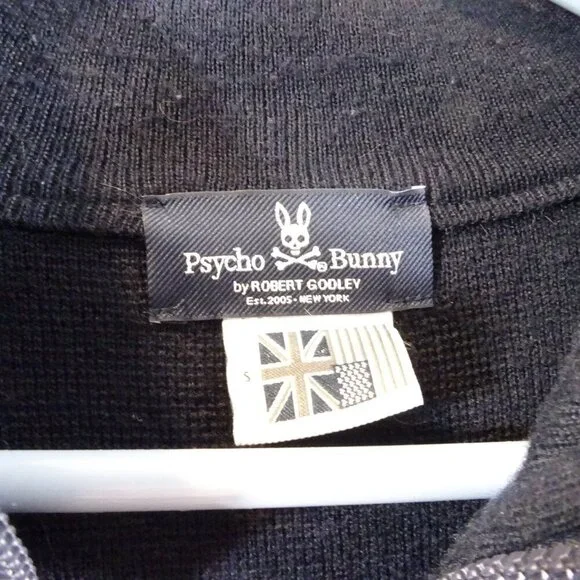 Psycho Bunny
by ROBERT GODLEY
Est. 2005 • NEW YORK
S